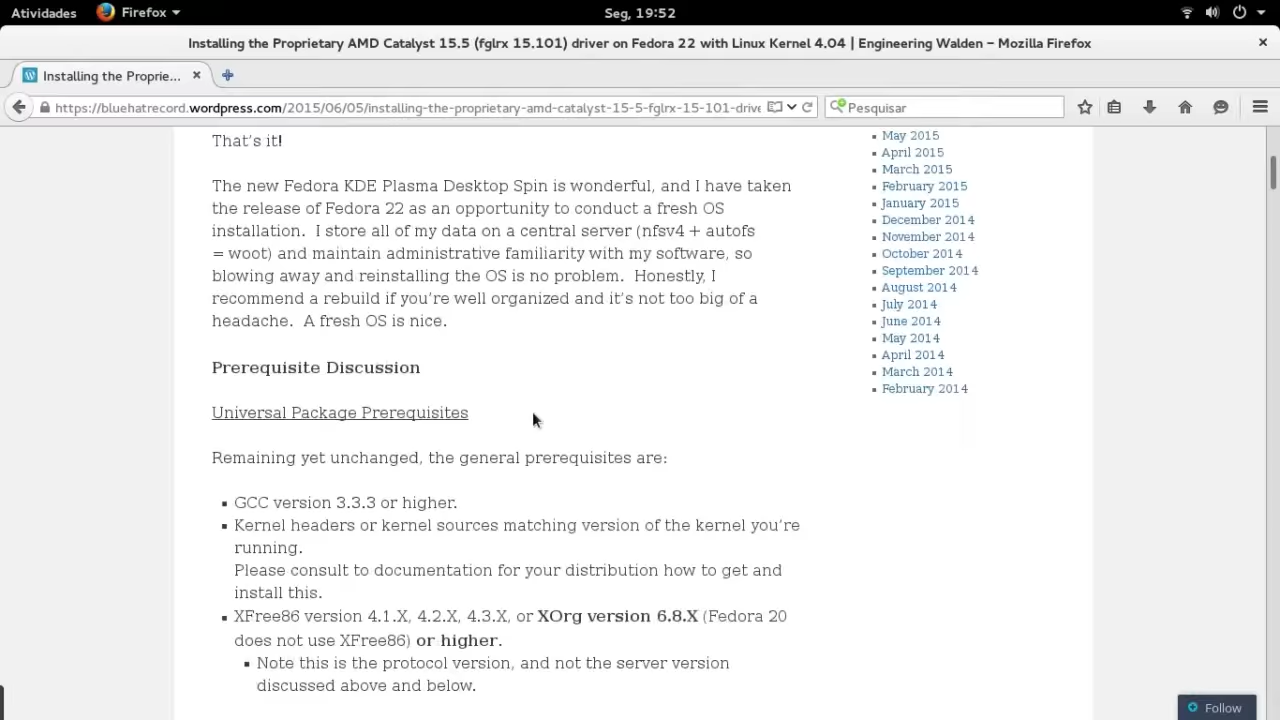 Atividades
Firefox
Seg, 19:52
Installing the Proprietary AMD Catalyst 15.5 (fglrx 15.101) driver on Fedora 22 with Linux Kernel 4.04 | Engineering Walden – Mozilla Firefox
Installing the Proprie...
https://bluehatrecord.wordpress.com/2015/06/05/installing-the-proprietary-amd-catalyst-15-5-fglrx-15-101-drive
Pesquisar
That's it!
The new Fedora KDE Plasma Desktop Spin is wonderful, and I have taken
the release of Fedora 22 as an opportunity to conduct a fresh OS
installation.  I store all of my data on a central server (nfsv4 + autofs
= woot) and maintain administrative familiarity with my software, so
blowing away and reinstalling the OS is no problem.  Honestly, I
recommend a rebuild if you're well organized and it's not too big of a
headache.  A fresh OS is nice.
Prerequisite Discussion
Universal Package Prerequisites
Remaining yet unchanged, the general prerequisites are:
GCC version 3.3.3 or higher.
Kernel headers or kernel sources matching version of the kernel you're
running.
Please consult to documentation for your distribution how to get and
install this.
XFree86 version 4.1.X, 4.2.X, 4.3.X, or XOrg version 6.8.X (Fedora 20
does not use XFree86) or higher.
Note this is the protocol version, and not the server version
discussed above and below.
May 2015
April 2015
March 2015
February 2015
January 2015
December 2014
November 2014
October 2014
September 2014
August 2014
July 2014
June 2014
May 2014
April 2014
March 2014
February 2014
Follow